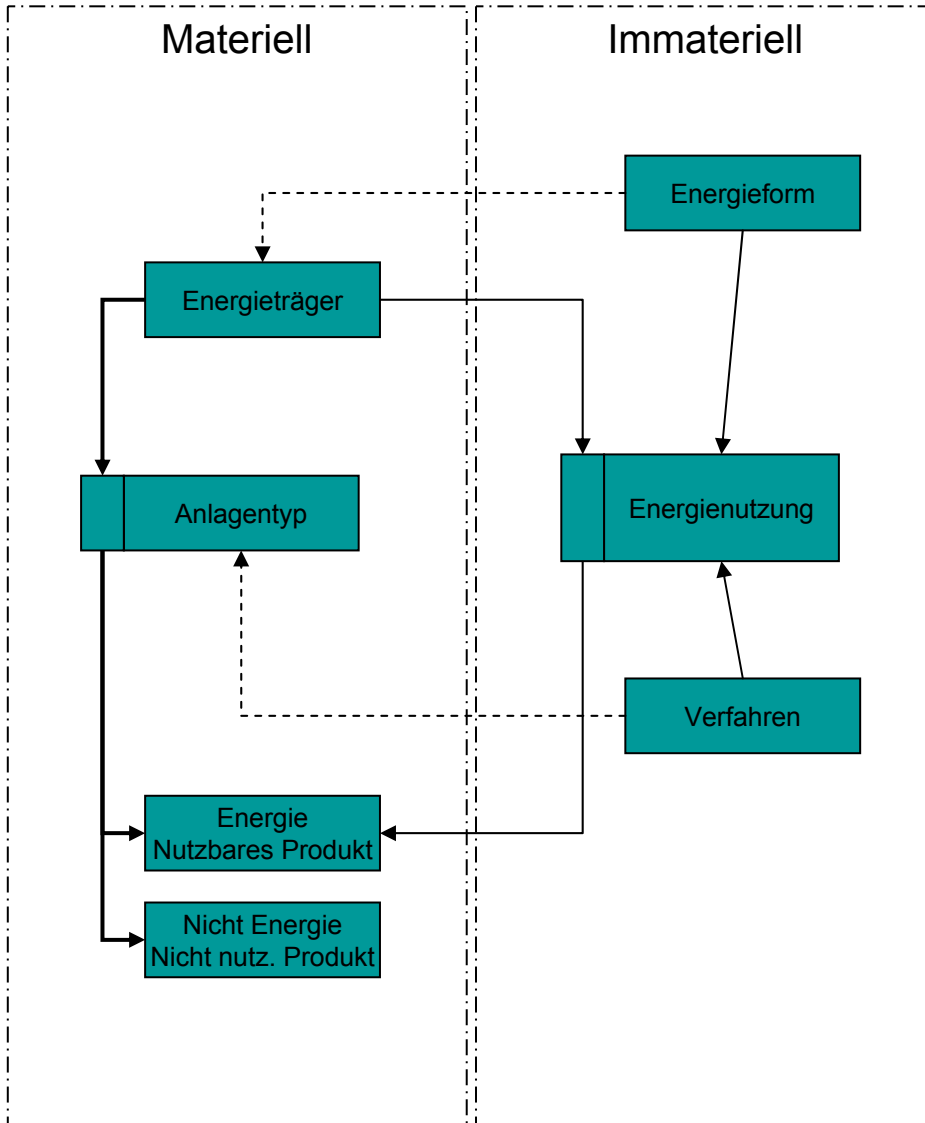 Materiell
Immateriell
Energieform
Energieträger
Energienutzung
Anlagentyp
Verfahren
Energie
Nutzbares Produkt
Nicht Energie
Nicht nutz. Produkt